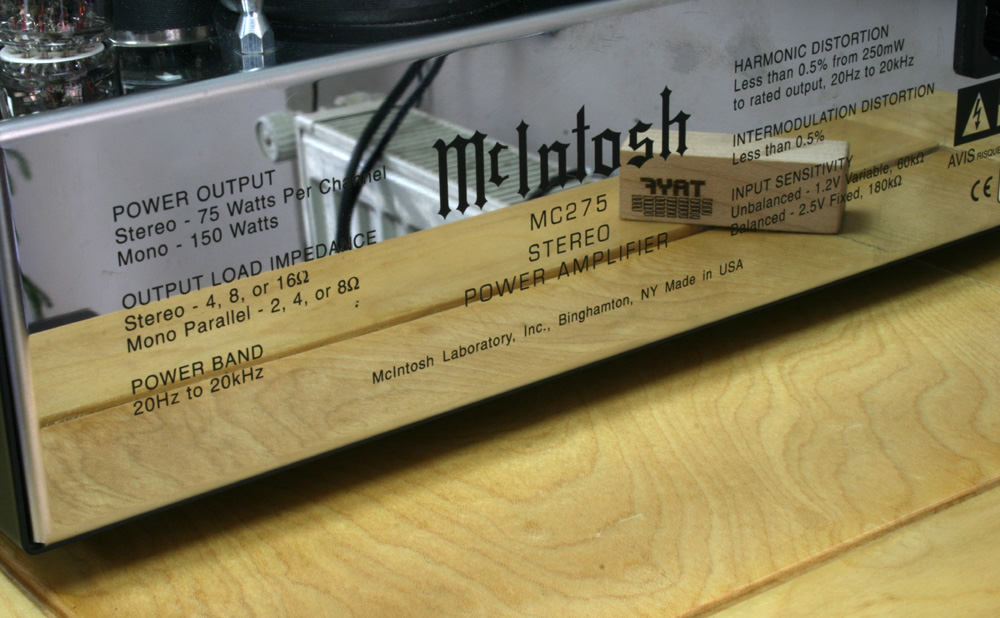 POWER OUTPUT
Stereo - 75 Watts Per Channel
Mono - 150 Watts
OUTPUT LOAD IMPEDANCE
Stereo - 4, 8, or 16Ω
Mono Parallel - 2, 4, or 8Ω
POWER BAND
20Hz to 20kHz
McIntosh
MC275
STEREO
POWER AMPLIFIER
McIntosh Laboratory, Inc., Binghamton, NY Made in USA
HARMONIC DISTORTION
Less than 0.5% from 250mW
to rated output, 20Hz to 20kHz
INTERMODULATION DISTORTION
Less than 0.5%
INPUT SENSITIVITY
Unbalanced - 1.2V Variable, 60kΩ
Balanced - 2.5V Fixed, 180kΩ
AVIS RISQUE
CE